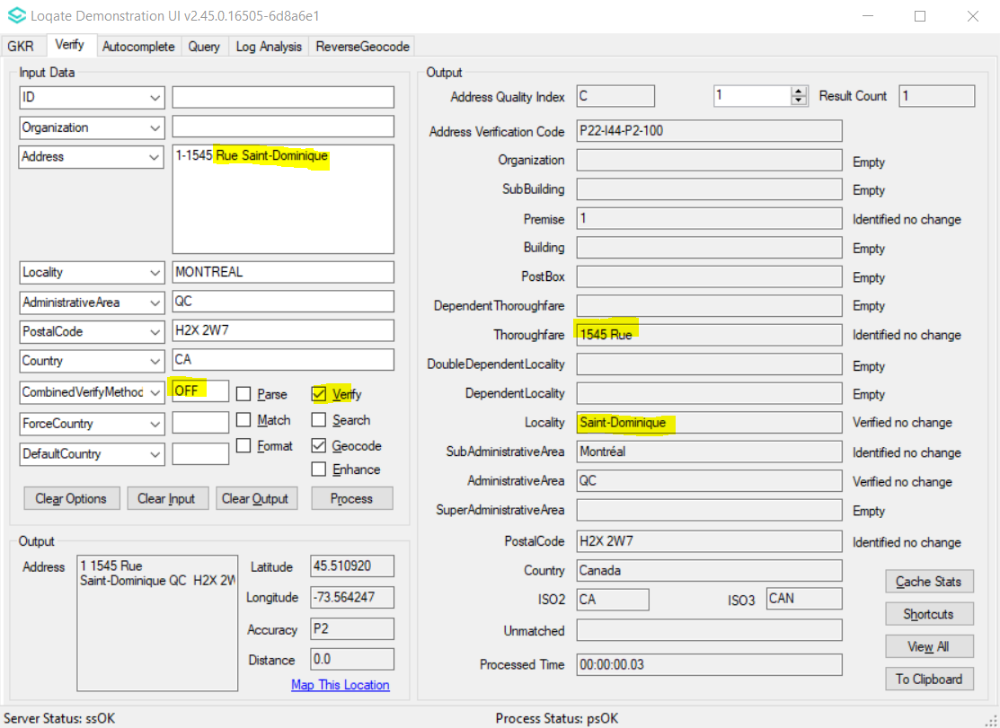 Loqate Demonstration UI v2.45.0.16505-6d8a6e1
GKR Verify Autocomplete Query Log Analysis ReverseGeocode
Input Data
ID
Organization
Address 1-1545 Rue Saint-Dominique
Locality MONTREAL
AdministrativeArea QC
PostalCode H2X 2W7
Country CA
CombinedVerifyMethod OFF Parse Verify
ForceCountry Match Search
DefaultCountry Format Geocode
Enhance
Clear Options Clear Input Clear Output Process
Output
Address 1 1545 Rue
Saint-Dominique QC H2X 2W
Latitude 45.510920
Longitude -73.564247
Accuracy P2
Distance 0.0
Map This Location
Output
Address Quality Index C 1 Result Count 1
Address Verification Code P22-I44-P2-100
Organization Empty
SubBuilding Empty
Premise 1 Identified no change
Building Empty
PostBox Empty
DependentThoroughfare Empty
Thoroughfare 1545 Rue Identified no change
DoubleDependentLocality Empty
DependentLocality Empty
Locality Saint-Dominique Verified no change
SubAdministrativeArea Montréal Identified no change
AdministrativeArea QC Verified no change
SuperAdministrativeArea Empty
PostalCode H2X 2W7 Identified no change
Country Canada
ISO2 CA ISO3 CAN
Unmatched
Processed Time 00:00:00.03
Cache Stats
Shortcuts
View All
To Clipboard
Server Status: ssOK Process Status: psOK